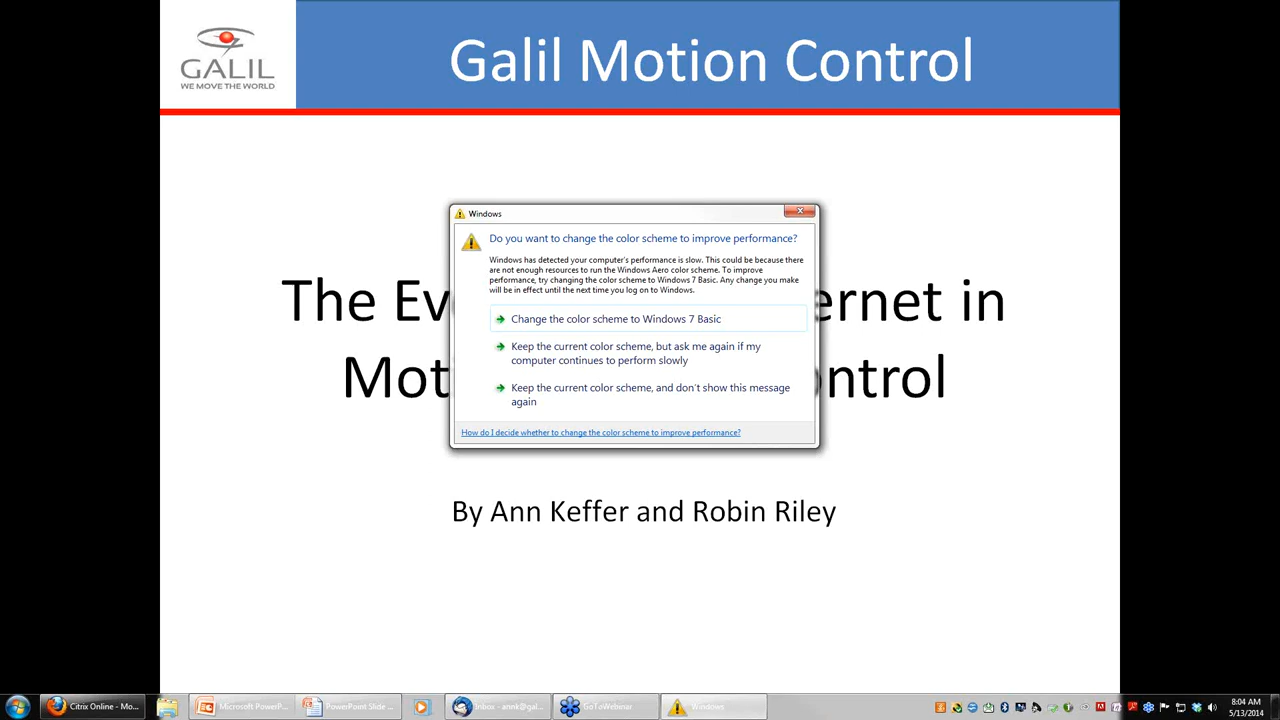 GALIL
WE MOVE THE WORLD
Galil Motion Control
Windows
Do you want to change the color scheme to improve performance?
Windows has detected your computer's performance is slow. This could be because there
are not enough resources to run the Windows Aero color scheme. To improve
performance, try changing the color scheme to Windows 7 Basic. Any change you make
will be in effect until the next time you log on to Windows.
Change the color scheme to Windows 7 Basic
Keep the current color scheme, but ask me again if my
computer continues to perform slowly
Keep the current color scheme, and don't show this message
again
How do I decide whether to change the color scheme to improve performance?
The Ev ernet in
Mot ntrol
By Ann Keffer and Robin Riley
Citrix Online - Mo...
Microsoft PowerP...
PowerPoint Slide ...
Inbox - annk@gal...
GoToWebinar
Windows
8:04 AM
5/13/2014